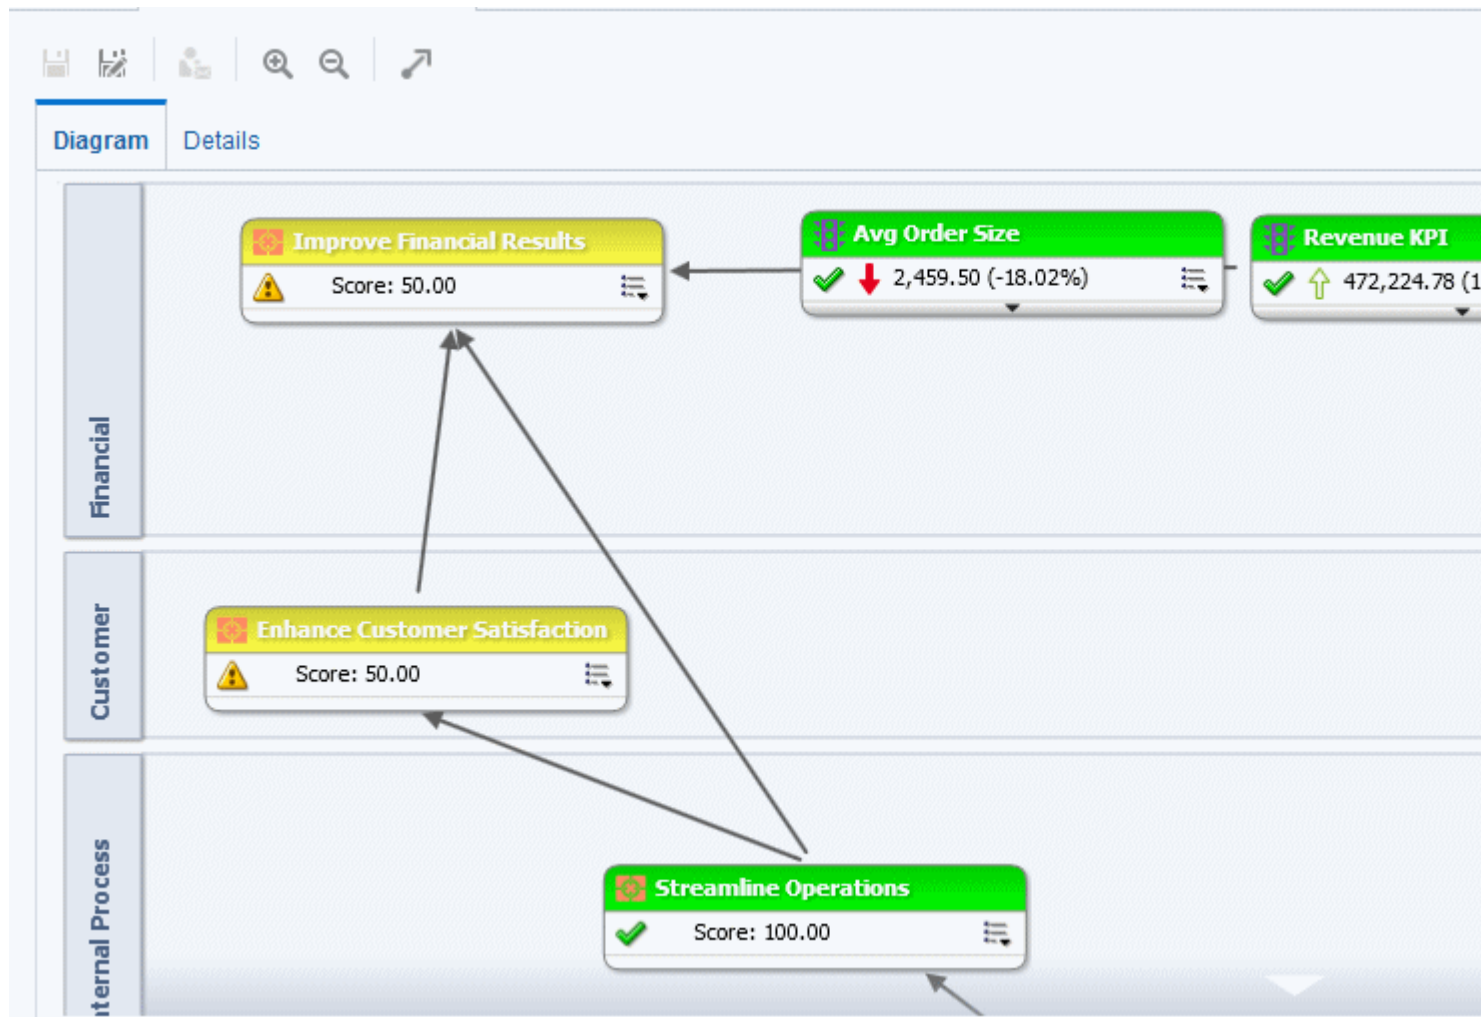 Diagram
Details
Financial
Improve Financial Results
Score: 50.00
Avg Order Size
2,459.50 (-18.02%)
Revenue KPI
472,224.78 (1
Customer
Enhance Customer Satisfaction
Score: 50.00
nternal Process
Streamline Operations
Score: 100.00